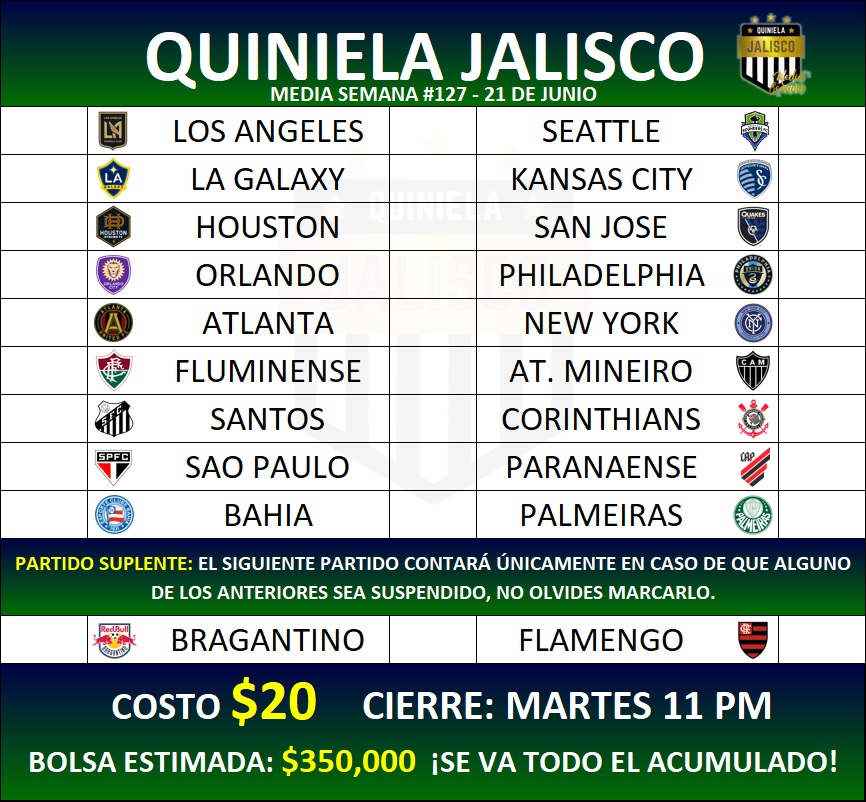 QUINIELA JALISCO
MEDIA SEMANA #127 - 21 DE JUNIO
QUINIELA
JALISCO
Media Semana
LOS ANGELES SEATTLE
LA GALAXY KANSAS CITY
HOUSTON SAN JOSE
ORLANDO PHILADELPHIA
ATLANTA NEW YORK
FLUMINENSE AT. MINEIRO
SANTOS CORINTHIANS
SAO PAULO PARANAENSE
BAHIA PALMEIRAS
PARTIDO SUPLENTE: EL SIGUIENTE PARTIDO CONTARÁ ÚNICAMENTE EN CASO DE QUE ALGUNO
DE LOS ANTERIORES SEA SUSPENDIDO, NO OLVIDES MARCARLO.
BRAGANTINO FLAMENGO
COSTO $20 CIERRE: MARTES 11 PM
BOLSA ESTIMADA: $350,000 ¡SE VA TODO EL ACUMULADO!